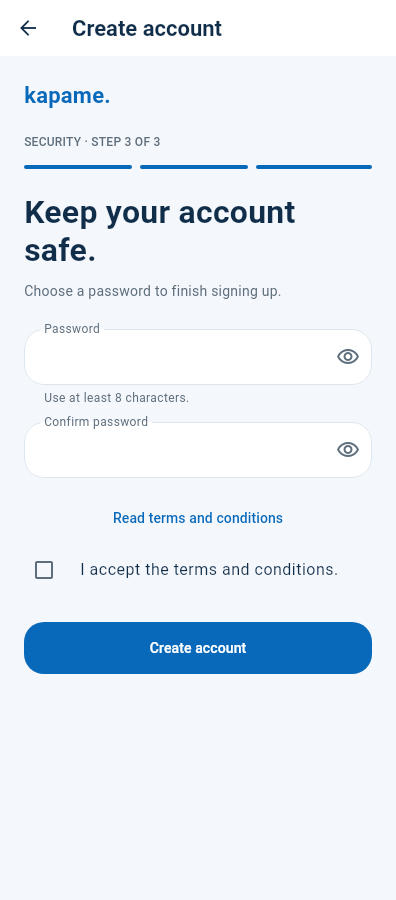 Create account
kapame.
SECURITY · STEP 3 OF 3
Keep your account
safe.
Choose a password to finish signing up.
Password
Use at least 8 characters.
Confirm password
Read terms and conditions
I accept the terms and conditions.
Create account